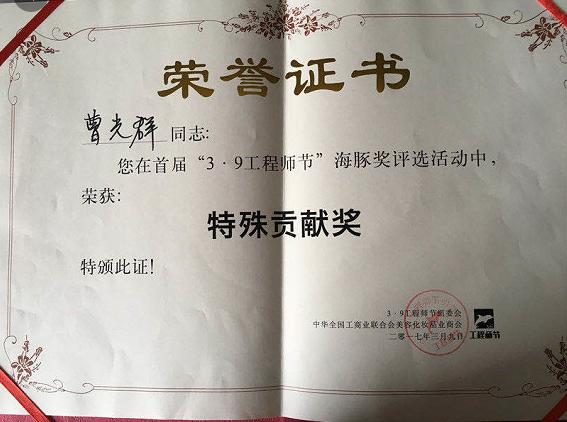 荣誉证书
曹光群 同志:
您在首届“3·9工程师节”海豚奖评选活动中，
荣获:
特殊贡献奖
特颁此证!
3·9工程师节组委会
中华全国工商业联合会美容化妆品业商会
二〇一七年三月九日
工程师节